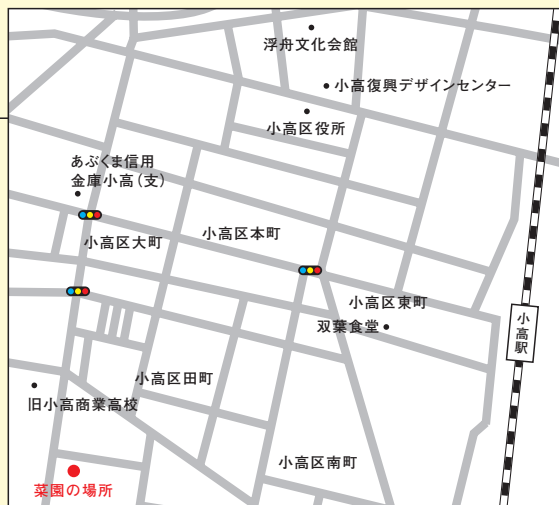 浮舟文化会館
小高復興デザインセンター
小高区役所
あぶくま信用
金庫小高(支)
小高区大町
小高区本町
小高区東町
双葉食堂
小高駅
小高区田町
旧小高商業高校
小高区南町
菜園の場所